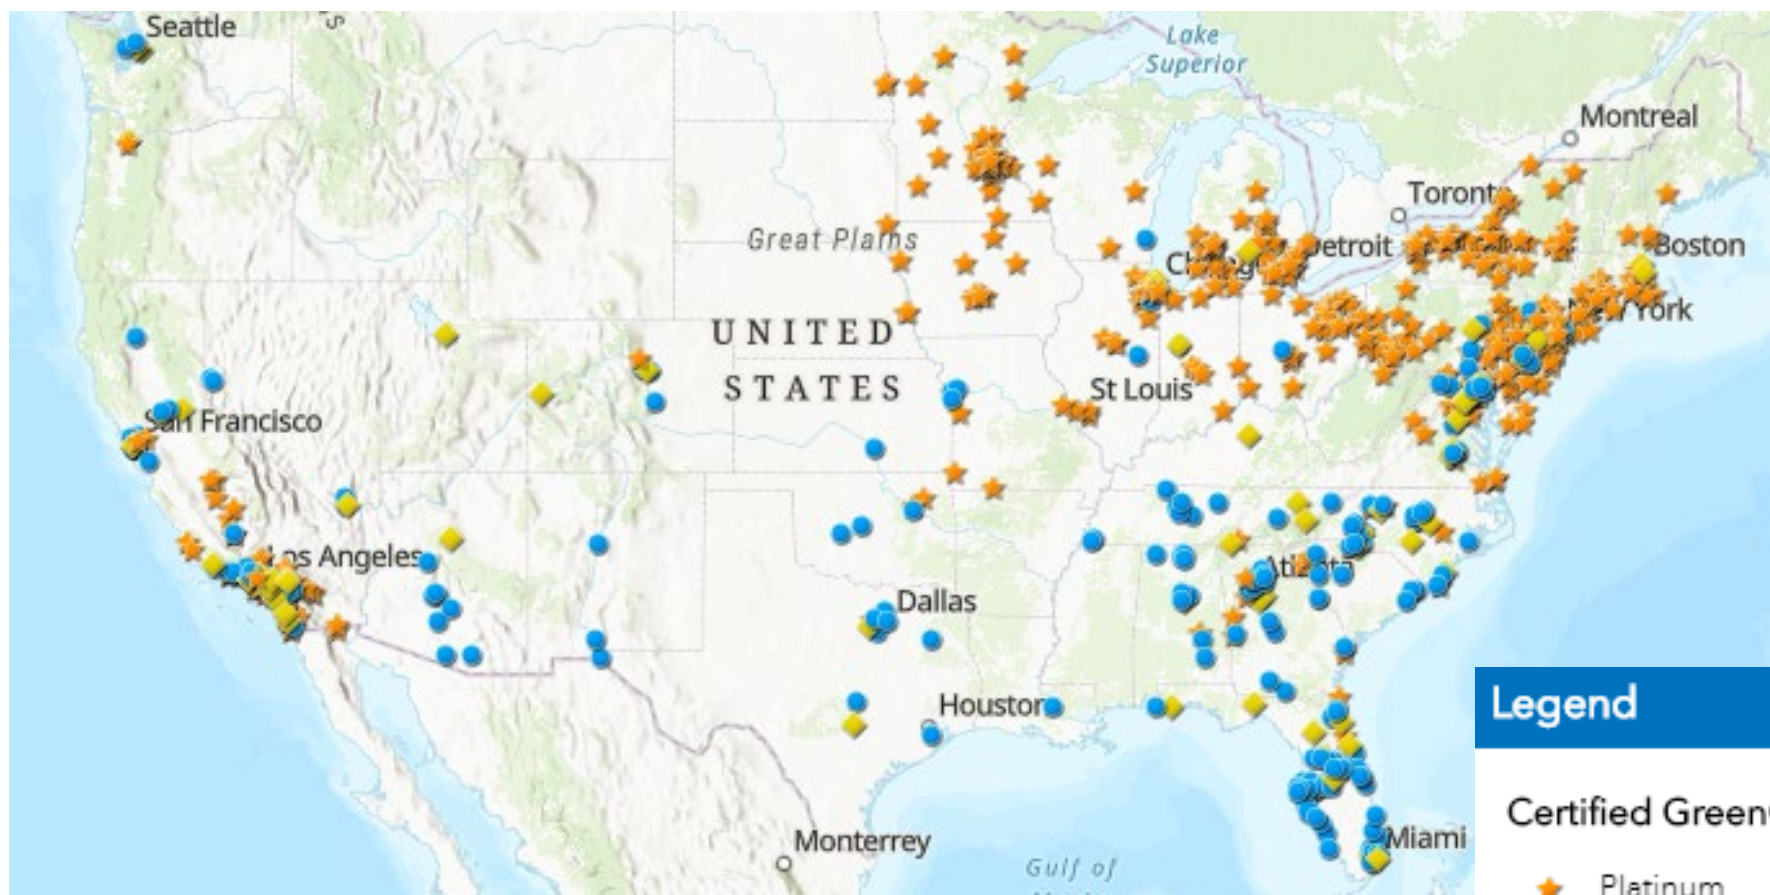 Seattle
Lake
Superior
Montreal
Toronto
Great Plains
Detroit
Boston
Chicago
New York
UNITED
STATES
St Louis
San Francisco
Los Angeles
Atlanta
Dallas
Houston
Legend
Certified Green
Monterrey
Miami
Gulf of
Platinum